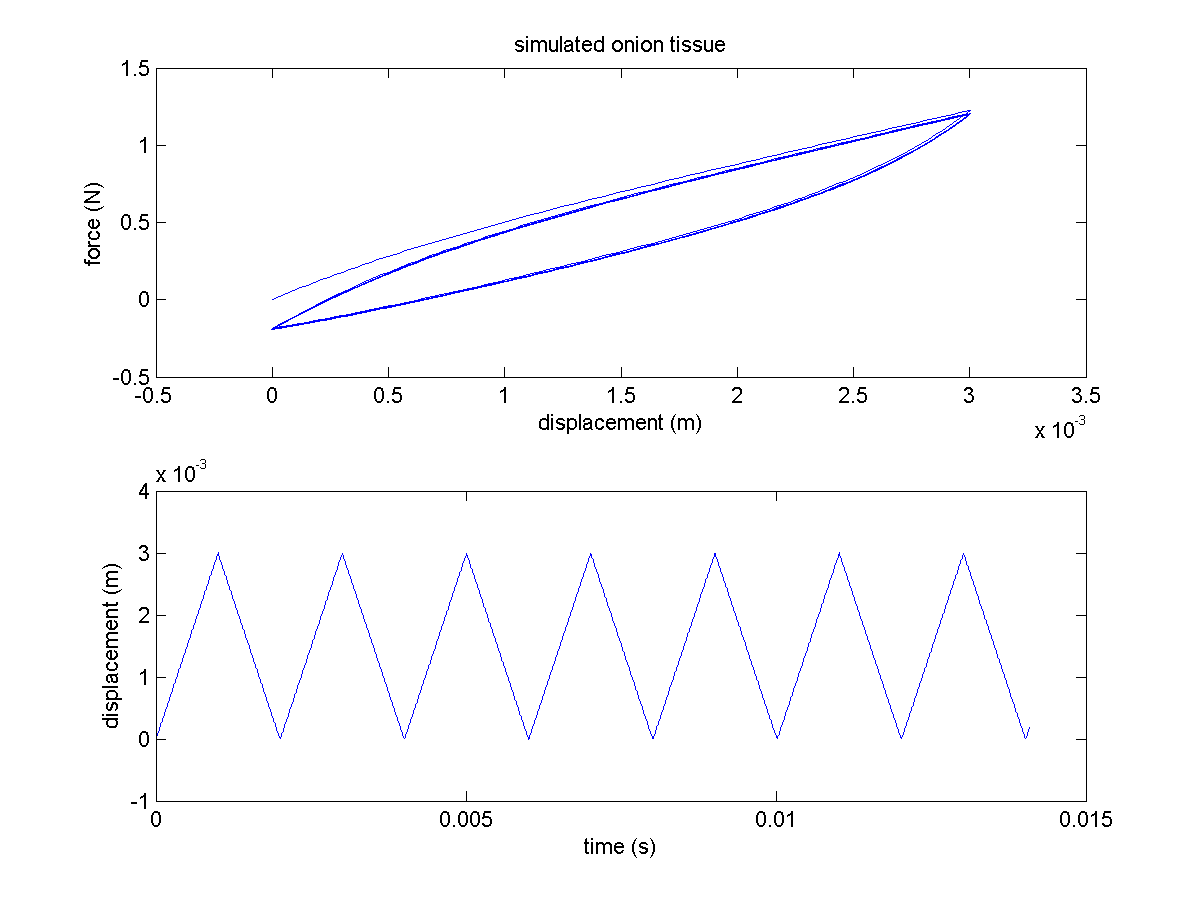 simulated onion tissue
1.5
1
0.5
0
-0.5
force (N)
-0.5 0 0.5 1 1.5 2 2.5 3 3.5
displacement (m)
x 10-3
x 10-3
4
3
2
1
0
-1
displacement (m)
0 0.005 0.01 0.015
time (s)